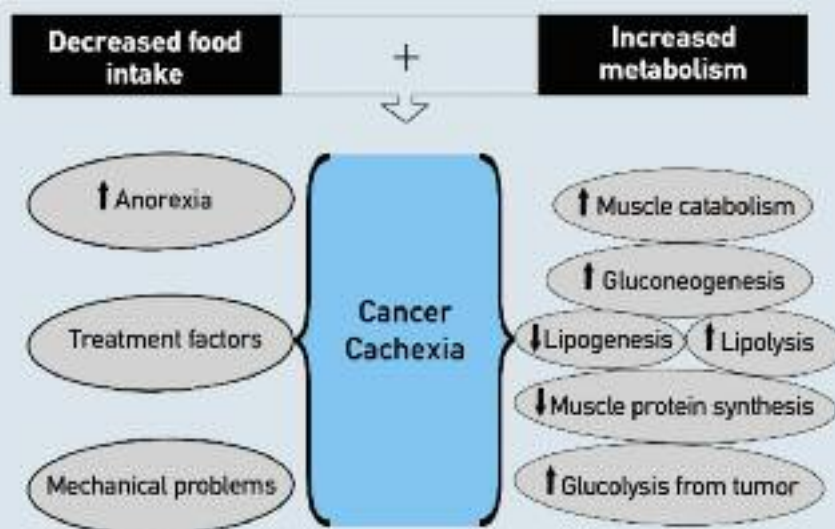 Decreased food
intake
+
Increased
metabolism
↑ Anorexia
Treatment factors
Mechanical problems
Cancer
Cachexia
↑ Muscle catabolism
↑ Gluconeogenesis
↓ Lipogenesis
↑ Lipolysis
↓ Muscle protein synthesis
↑ Glucolysis from tumor